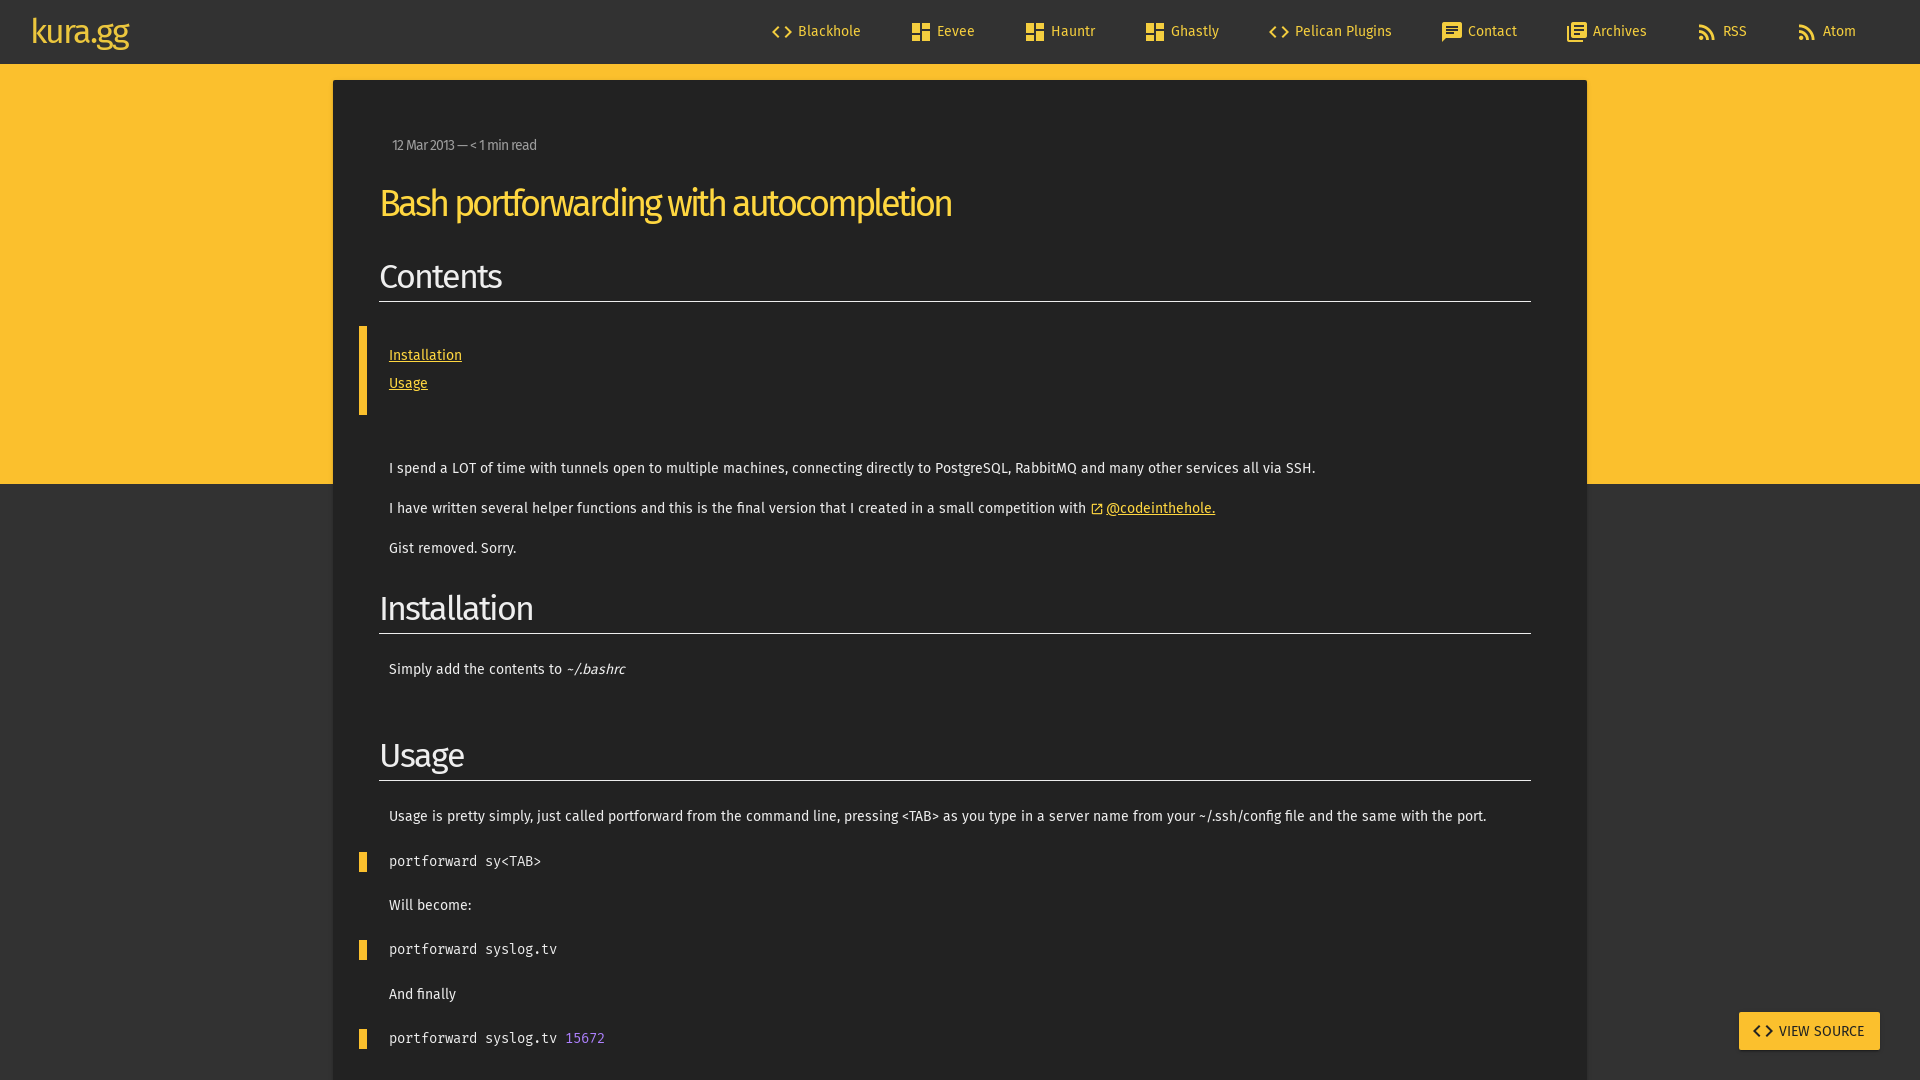 kura.gg
Blackhole Eevee Hauntr Ghastly Pelican Plugins Contact Archives RSS Atom
12 Mar 2013 — < 1 min read
Bash portforwarding with autocompletion
Contents
Installation
Usage
I spend a LOT of time with tunnels open to multiple machines, connecting directly to PostgreSQL, RabbitMQ and many other services all via SSH.
I have written several helper functions and this is the final version that I created in a small competition with @codeinthehole.
Gist removed. Sorry.
Installation
Simply add the contents to ~/.bashrc
Usage
Usage is pretty simply, just called portforward from the command line, pressing <TAB> as you type in a server name from your ~/.ssh/config file and the same with the port.
portforward sy<TAB>
Will become:
portforward syslog.tv
And finally
portforward syslog.tv 15672
VIEW SOURCE